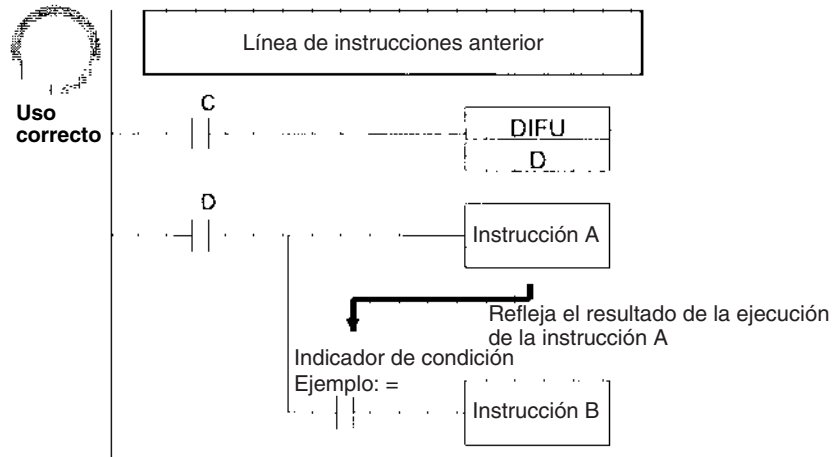 Línea de instrucciones anterior
Uso
correcto
C
DIFU
D
D
Instrucción A
Refleja el resultado de la ejecución
de la instrucción A
Indicador de condición
Ejemplo: =
Instrucción B